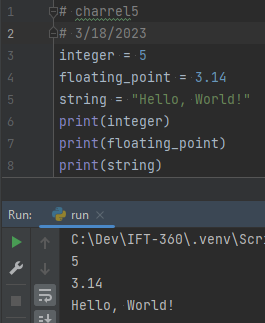 1 # charrel5
2 # 3/18/2023
3 integer = 5
4 floating_point = 3.14
5 string = "Hello, World!"
6 print(integer)
7 print(floating_point)
8 print(string)
Run: run ×
C:\Dev\IFT-360\.venv\Scri
5
3.14
Hello, World!